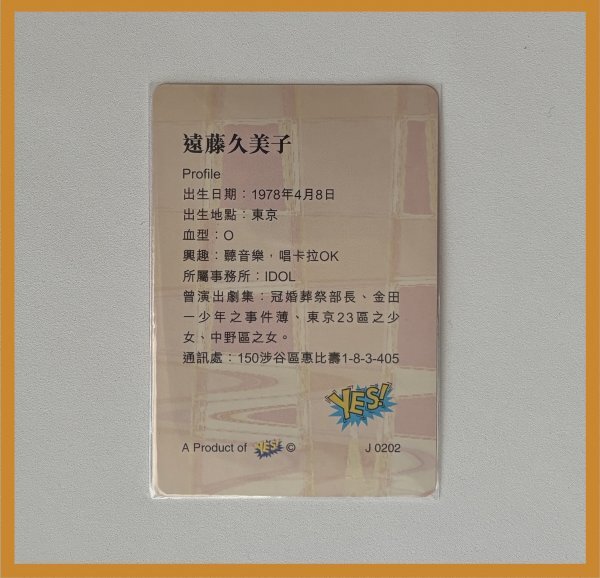 遠藤久美子
Profile
出生日期：1978年4月8日
出生地點：東京
血型：O
興趣：聽音樂，唱卡拉OK
所屬事務所：IDOL
曾演出劇集：冠婚葬祭部長、金田
一少年之事件薄、東京23區之少
女、中野區之女。
通訊處：150涉谷區惠比壽1-8-3-405
YES!
A Product of YES! © J 0202